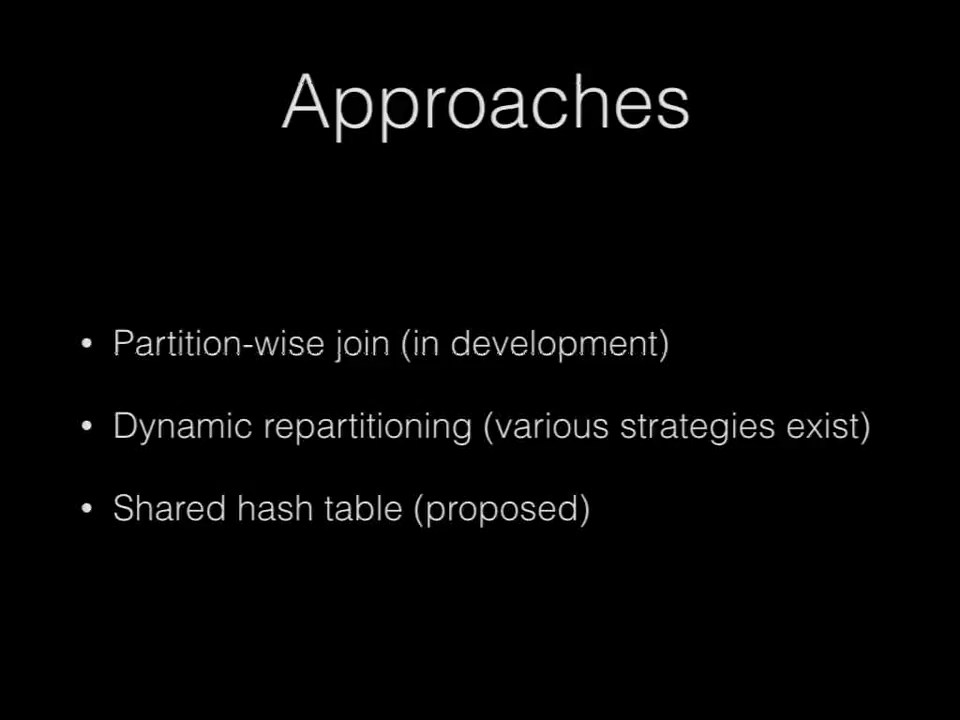 Approaches
• Partition-wise join (in development)
• Dynamic repartitioning (various strategies exist)
• Shared hash table (proposed)